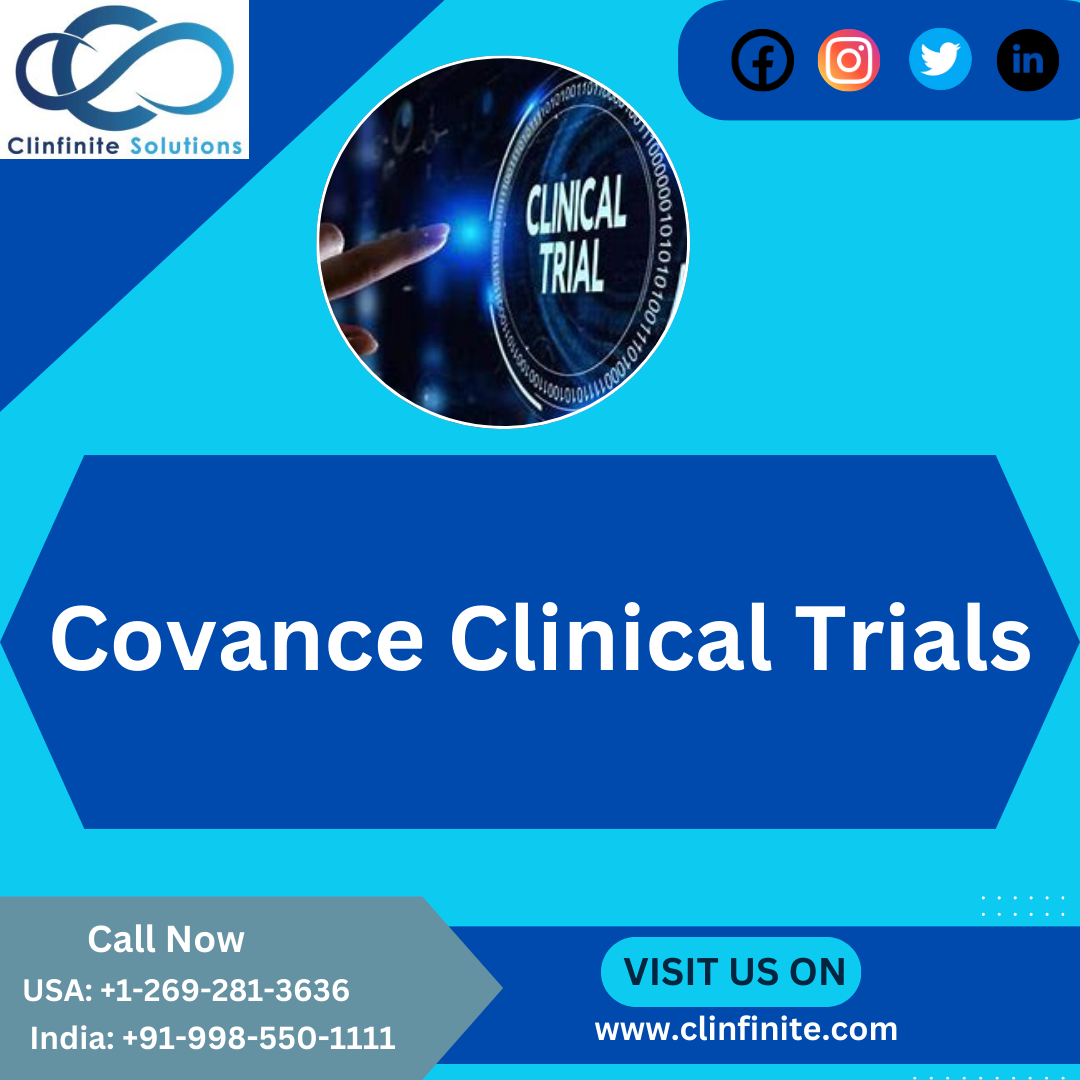 Clinfinite Solutions
CLINICAL
TRIAL
Covance Clinical Trials
Call Now
USA: +1-269-281-3636
India: +91-998-550-1111
VISIT US ON
www.clinfinite.com